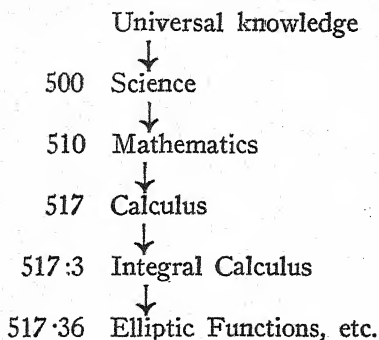 Universal knowledge
500 Science
510 Mathematics
517 Calculus
517:3 Integral Calculus
517·36 Elliptic Functions, etc.